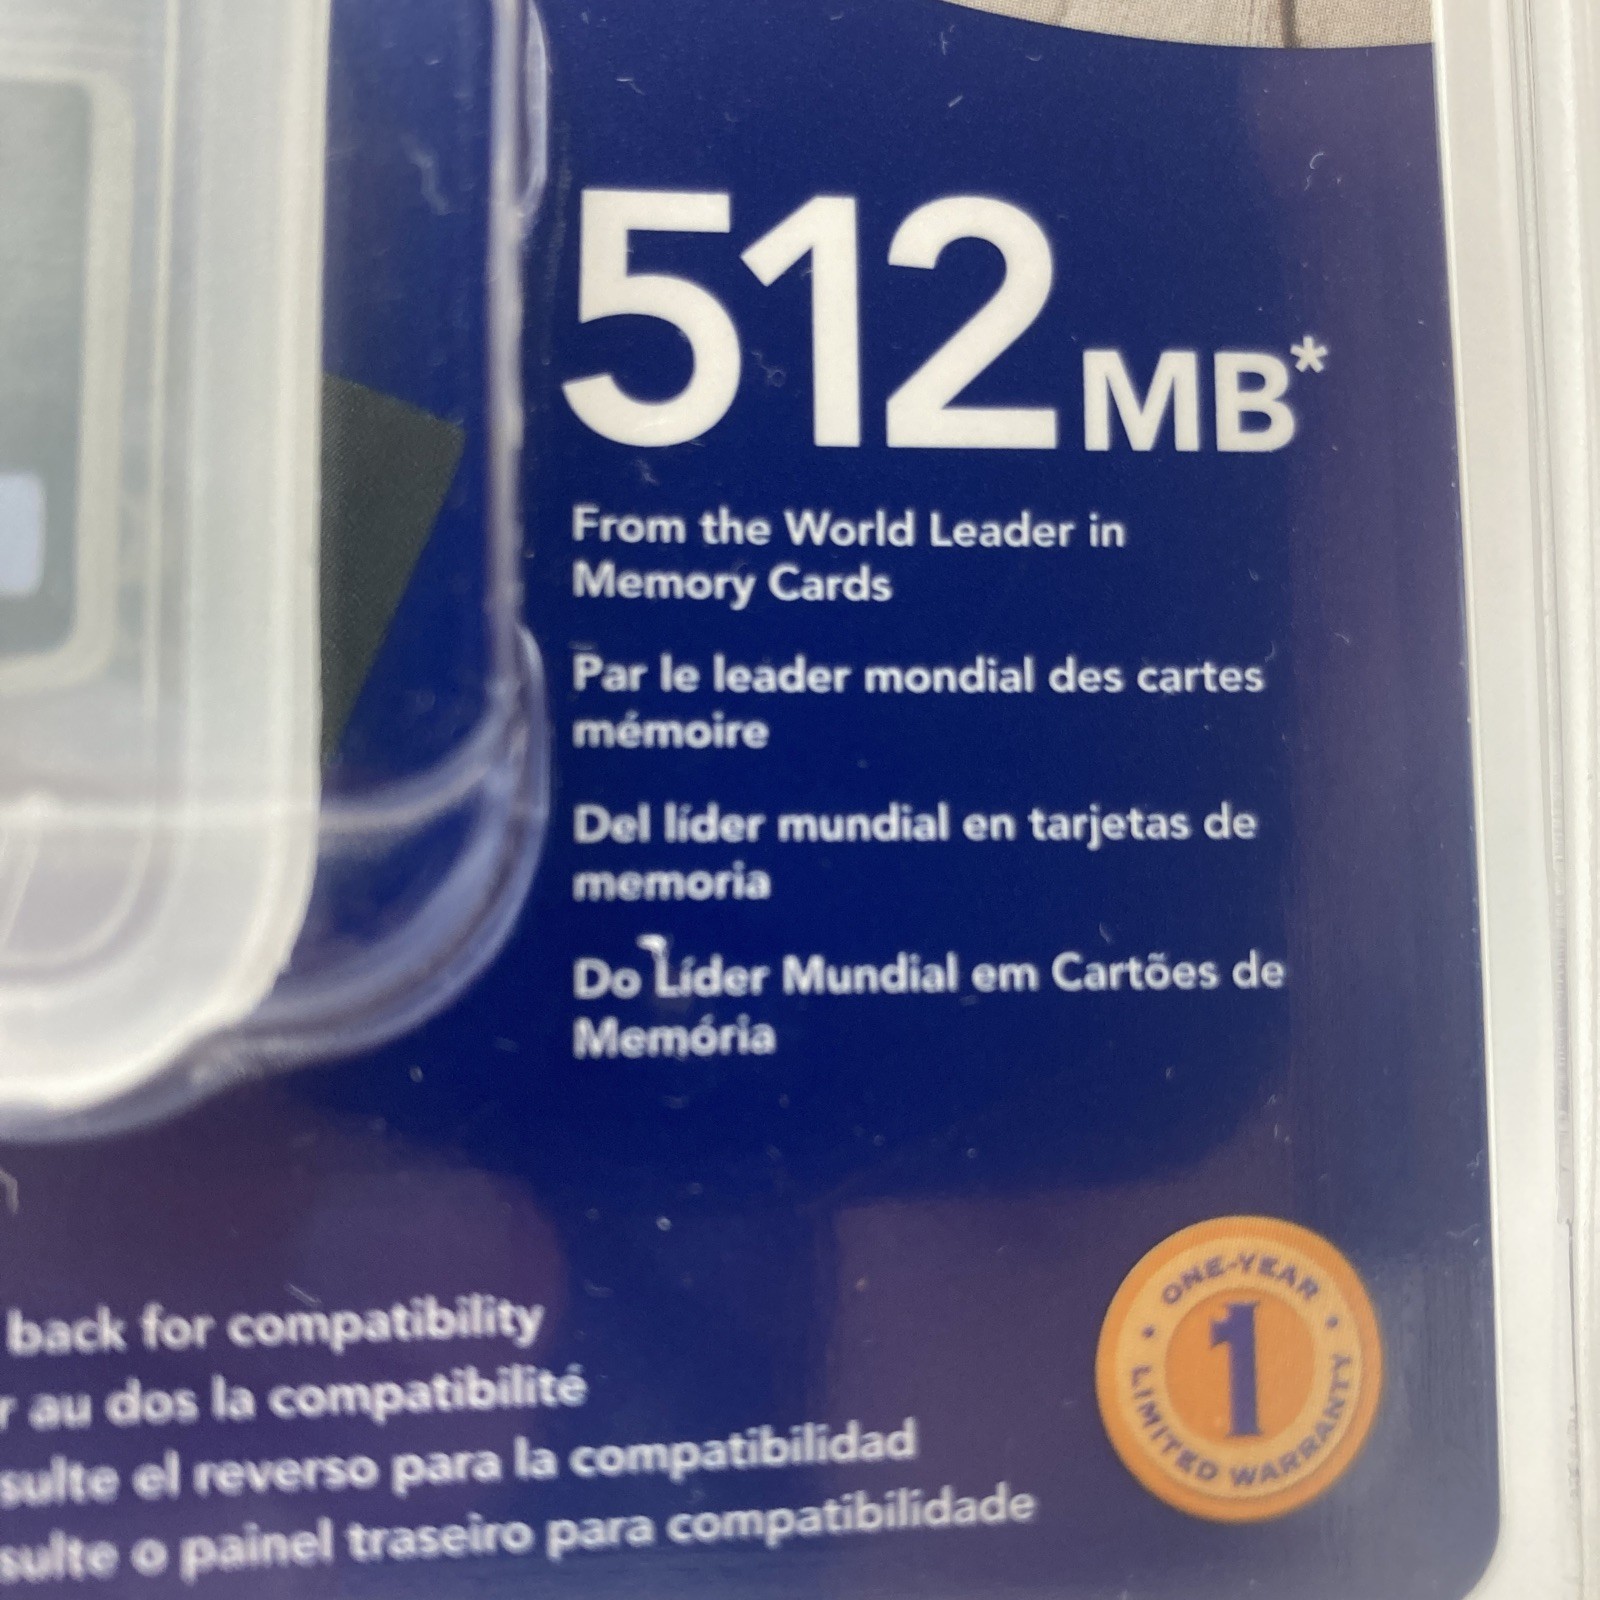 512 MB*
From the World Leader in
Memory Cards
Par le leader mondial des cartes
mémoire
Del líder mundial en tarjetas de
memoria
Do Líder Mundial em Cartões de
Memória
back for compatibility
r au dos la compatibilité
sulte el reverso para la compatibilidad
sulte o painel traseiro para compatibilidade
ONE-YEAR
1
LIMITED WARRANTY